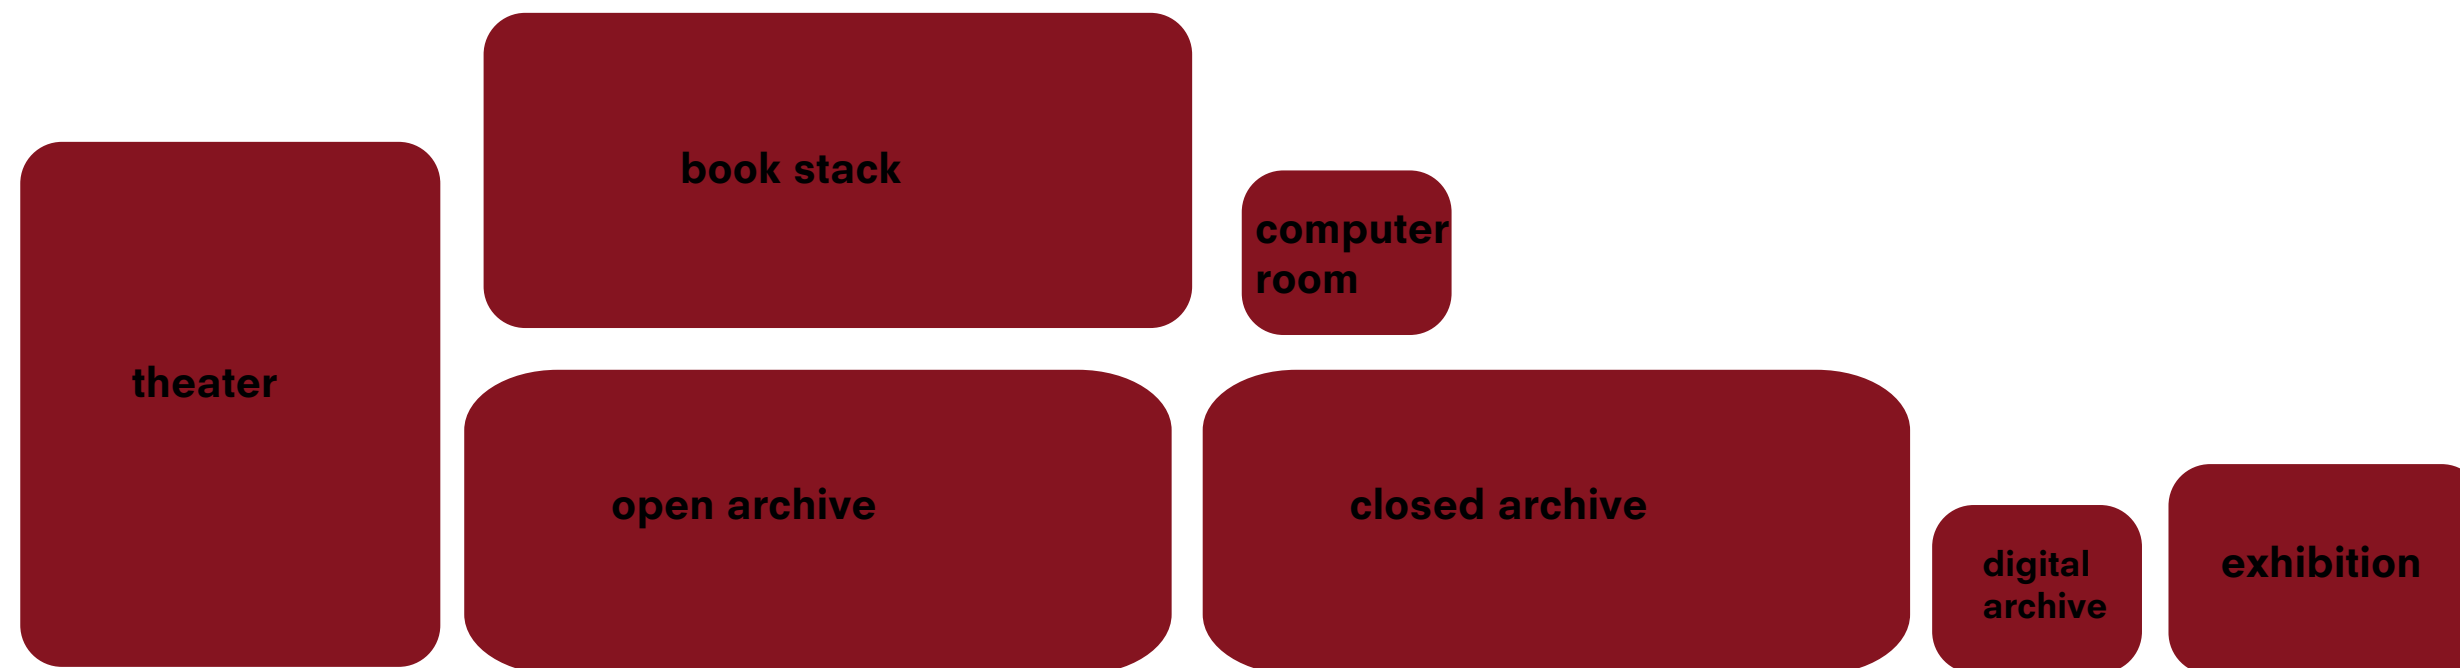 book stack
computer
room
theater
open archive
closed archive
digital
archive
exhibition